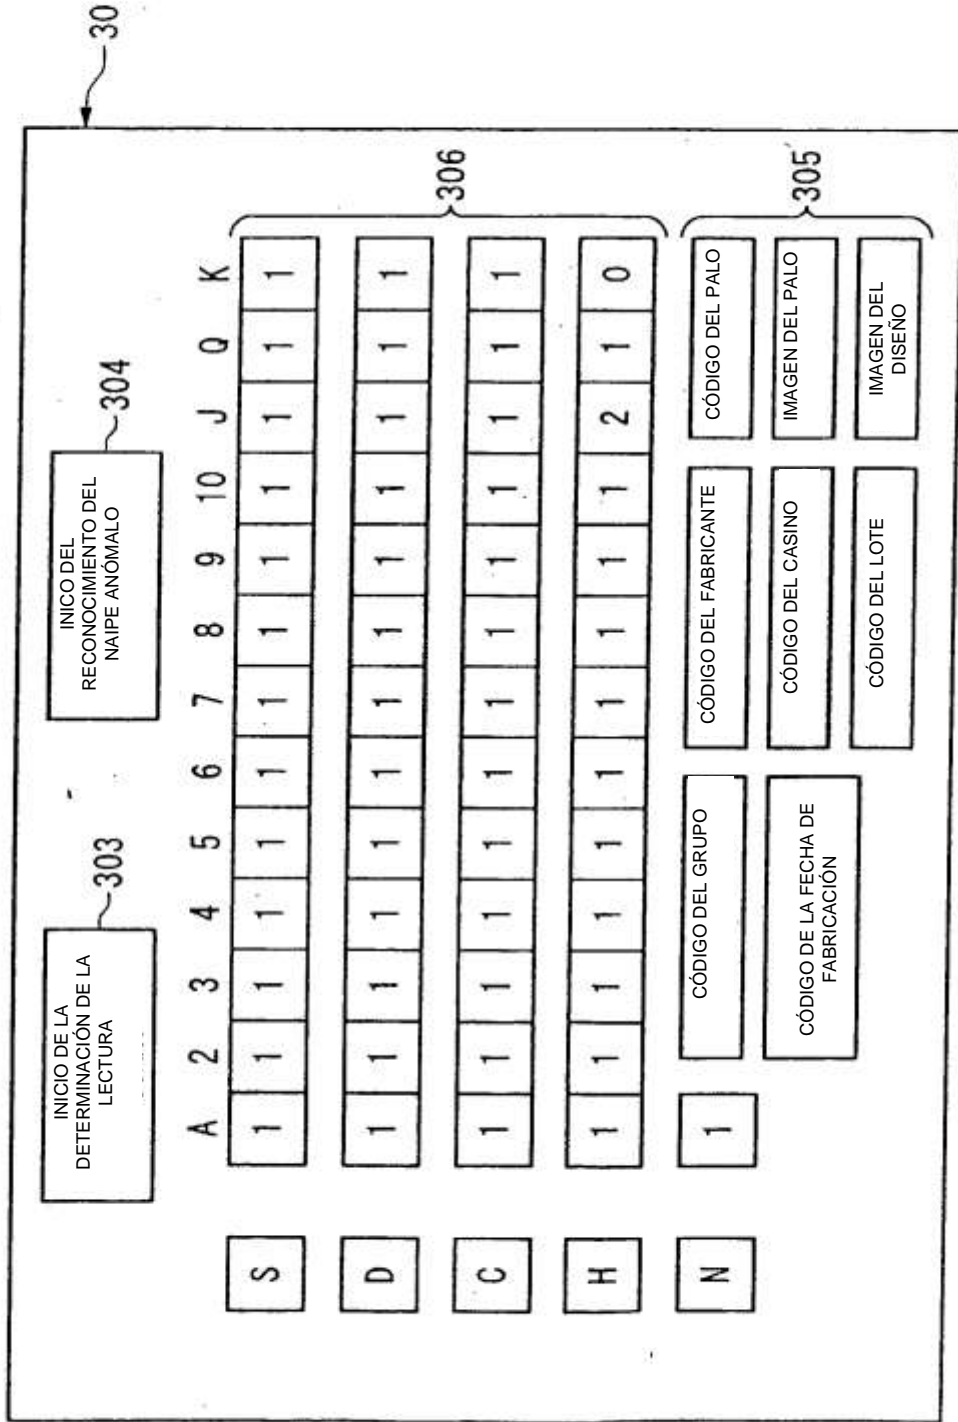 30
INICIO DE LA
DETERMINACIÓN DE LA
LECTURA
303
INICO DEL
RECONOCIMIENTO DEL
NAIPE ANÓMALO
304
A 2 3 4 5 6 7 8 9 10 J Q K
S 1 1 1 1 1 1 1 1 1 1 1 1 1
D 1 1 1 1 1 1 1 1 1 1 1 1 1
C 1 1 1 1 1 1 1 1 1 1 1 1 1
H 1 1 1 1 1 1 1 1 1 1 2 1 0
306
N 1
CÓDIGO DEL GRUPO
CÓDIGO DE LA FECHA DE
FABRICACIÓN
CÓDIGO DEL FABRICANTE
CÓDIGO DEL CASINO
CÓDIGO DEL LOTE
CÓDIGO DEL PALO
IMAGEN DEL PALO
IMAGEN DEL
DISEÑO
305